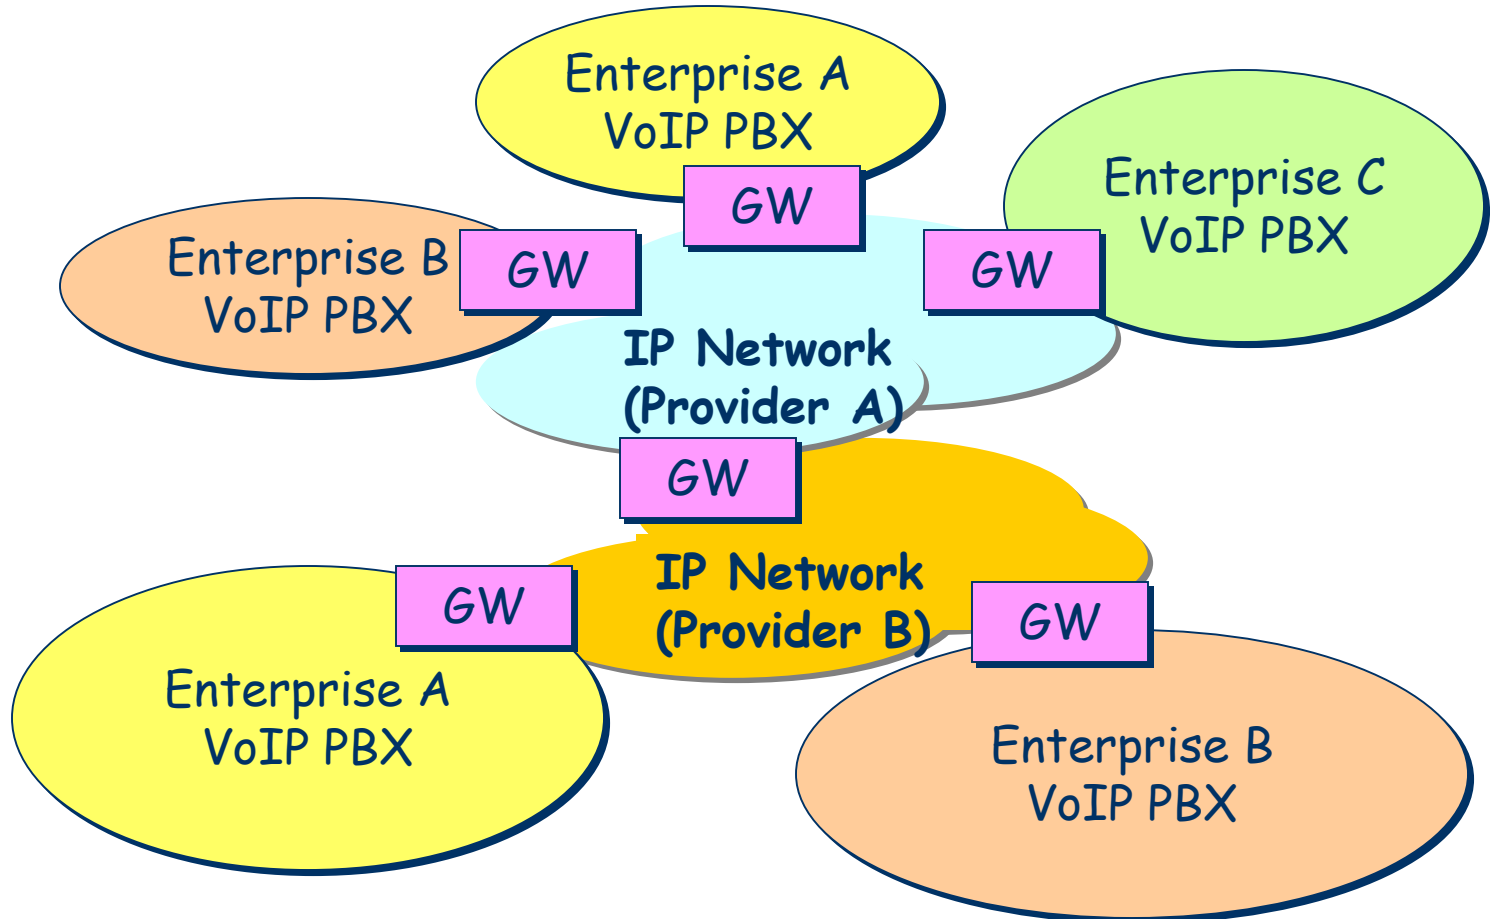 Enterprise A
VoIP PBX
GW
Enterprise C
VoIP PBX
Enterprise B
VoIP PBX
GW
GW
IP Network
(Provider A)
GW
IP Network
(Provider B)
GW
GW
Enterprise A
VoIP PBX
Enterprise B
VoIP PBX